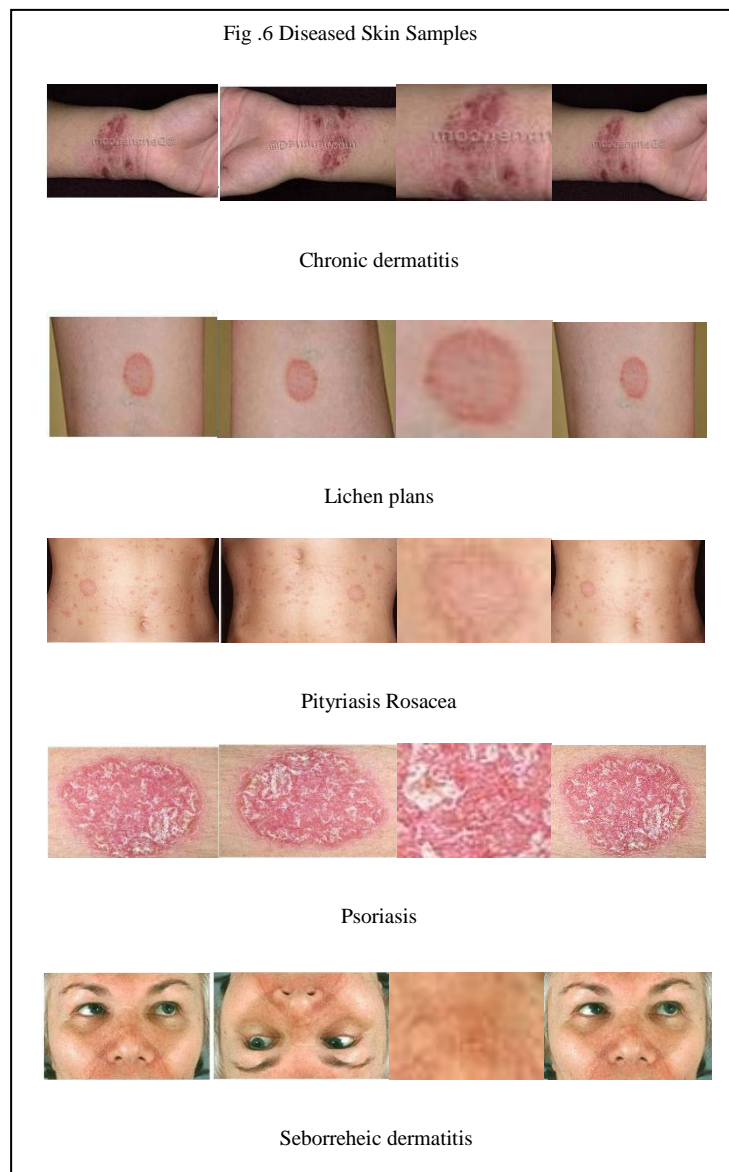 Fig .6 Diseased Skin Samples
Chronic dermatitis
Lichen plans
Pityriasis Rosacea
Psoriasis
Seborreheic dermatitis